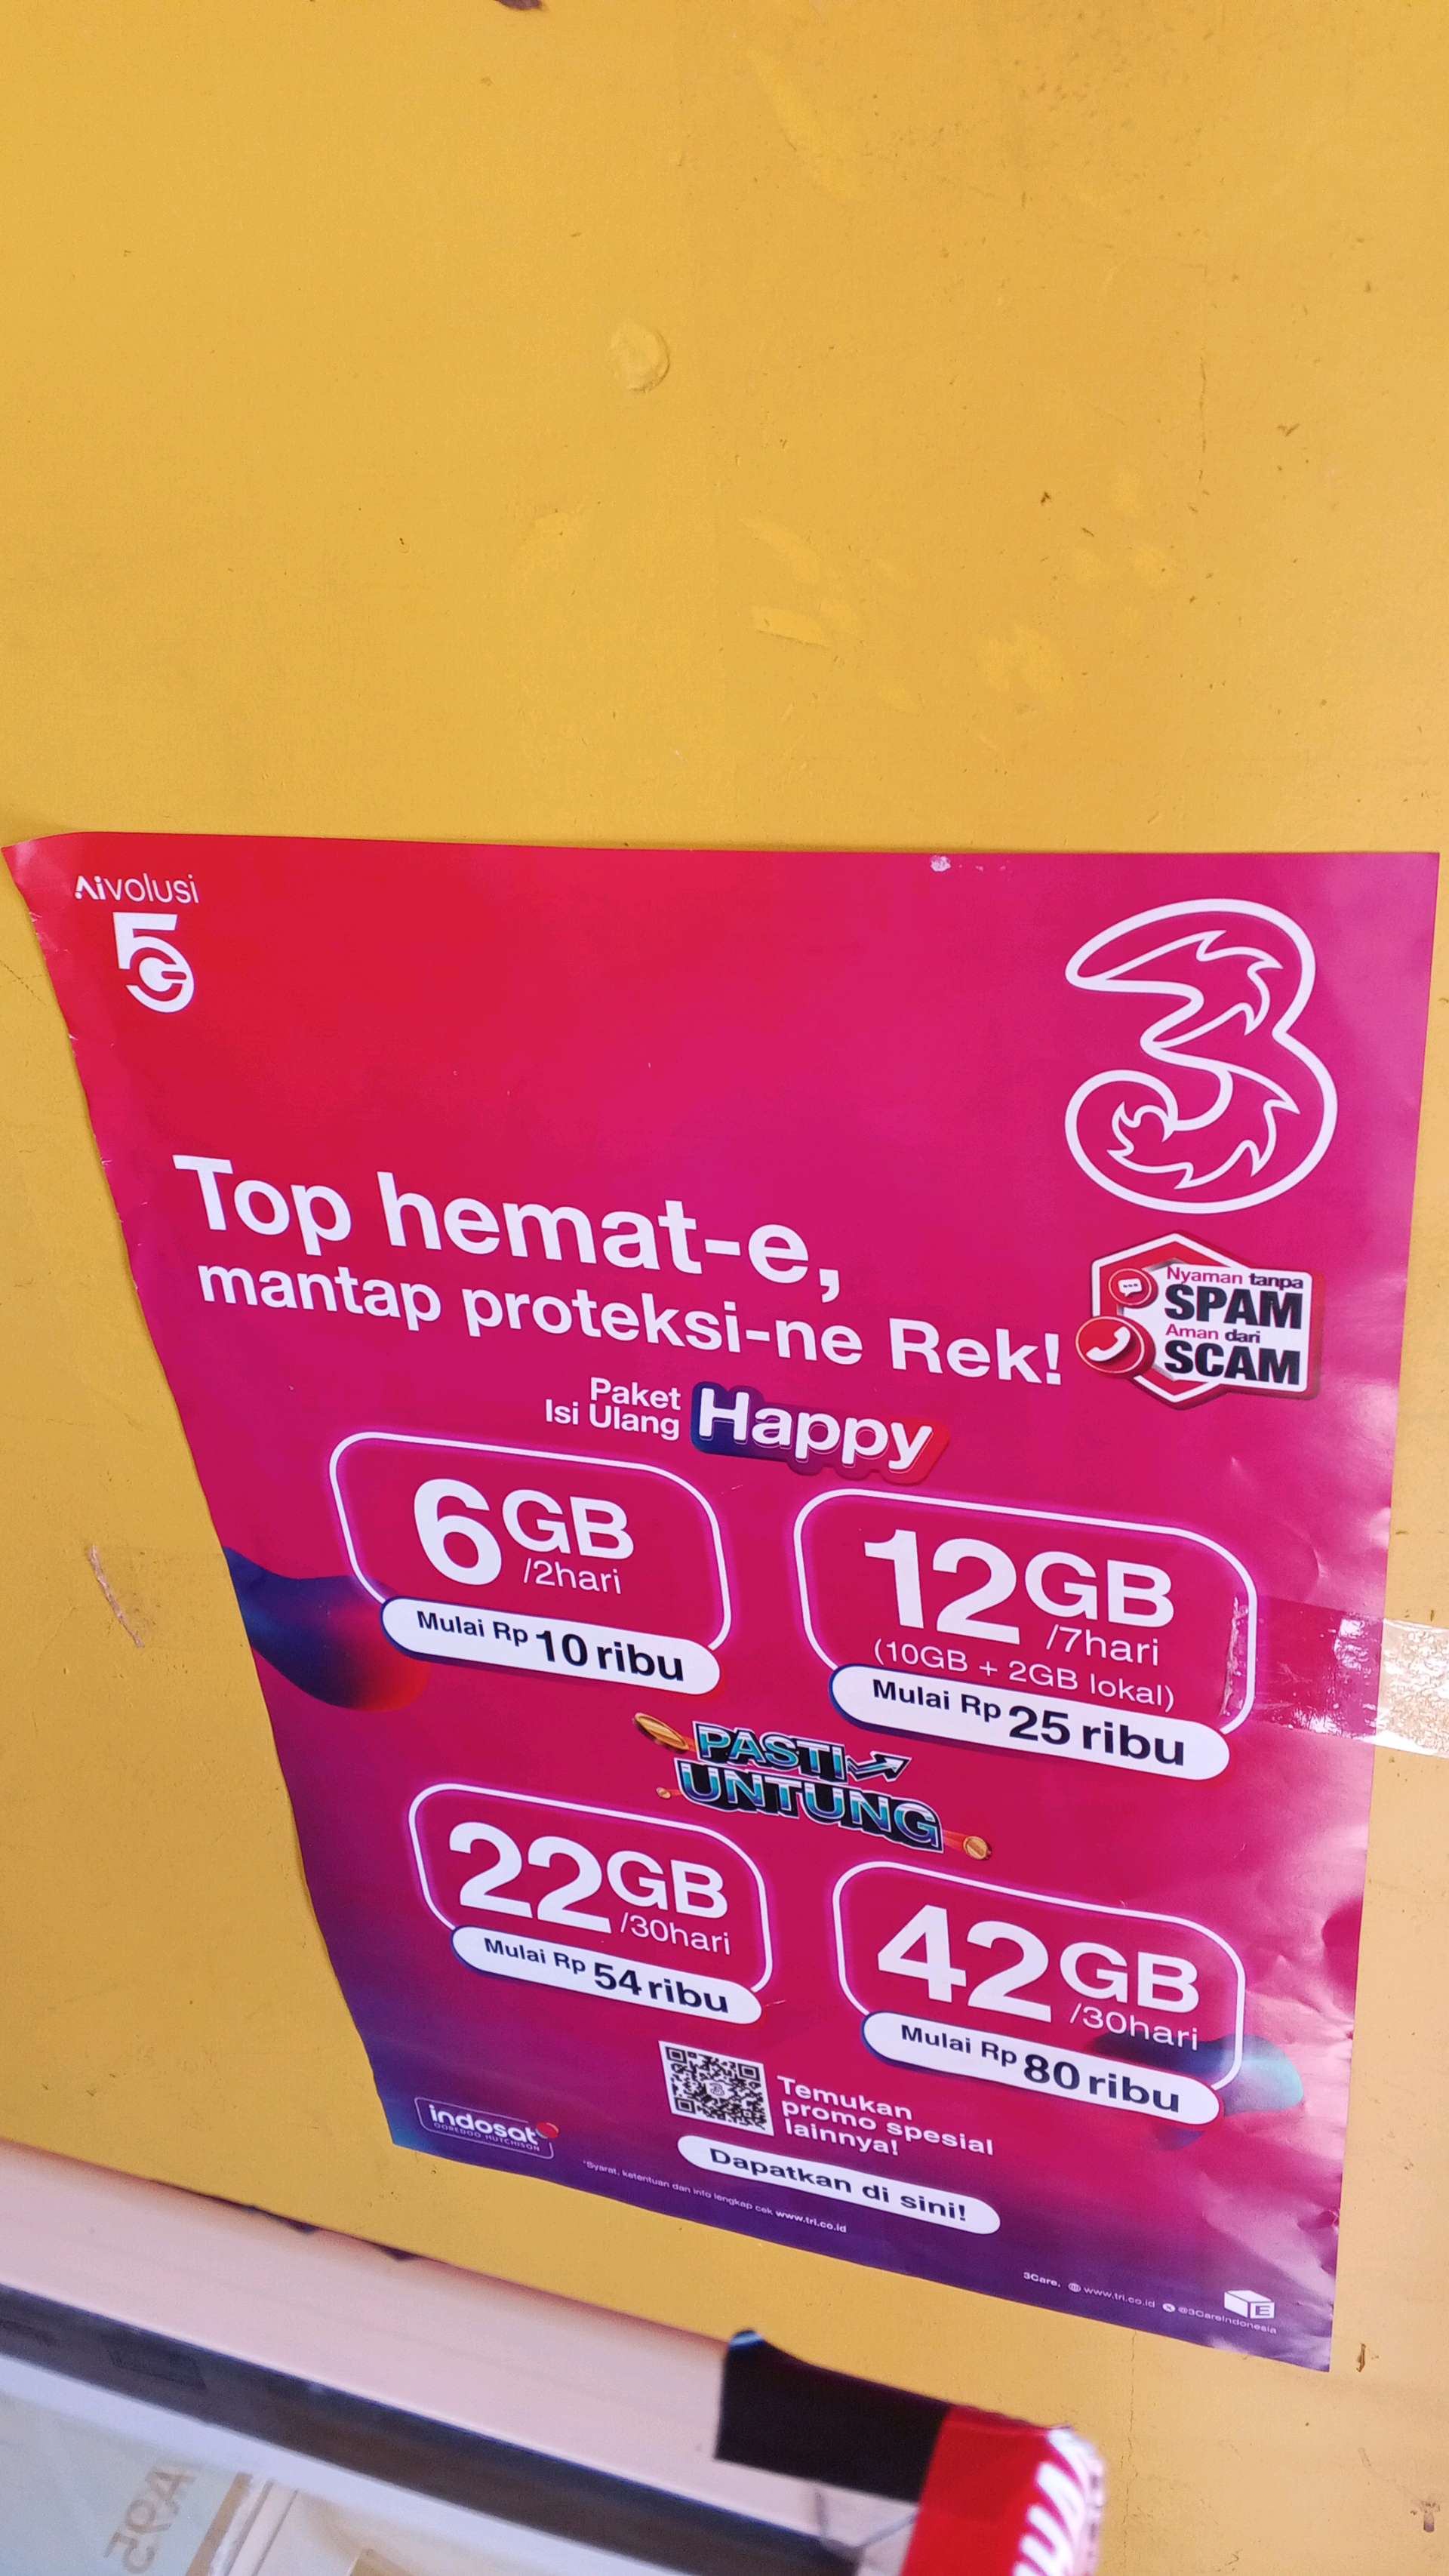 Aivolusi
5G
3
Top hemat-e,
mantap proteksi-ne Rek!
Nyaman tanpa
SPAM
Aman dari
SCAM
Paket
Isi Ulang
Happy
6GB
/2hari
Mulai Rp 10 ribu
12GB
/7hari
(10GB + 2GB lokal)
Mulai Rp 25 ribu
PASTI
UNTUNG
22GB
/30hari
Mulai Rp 54 ribu
42GB
/30hari
Mulai Rp 80 ribu
Temukan
promo spesial
lainnya!
Dapatkan di sini!
indosat
OOREDOO HUTCHISON
*Syarat, ketentuan dan info lengkap cek www.tri.co.id
3Care. www.tri.co.id @3CareIndonesia
E